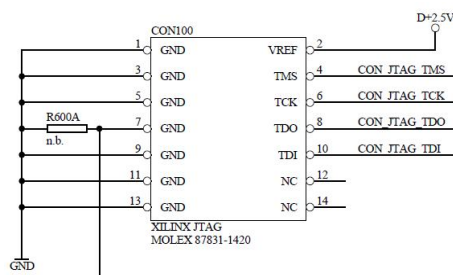 CON100
D+2.5V
1 GND VREF 2
3 GND TMS 4 CON_JTAG_TMS
5 GND TCK 6 CON_JTAG_TCK
R600A 7 GND TDO 8 CON_JTAG_TDO
n.b.
9 GND TDI 10 CON_JTAG_TDI
11 GND NC 12
13 GND NC 14
XILINX JTAG
MOLEX 87831-1420
GND